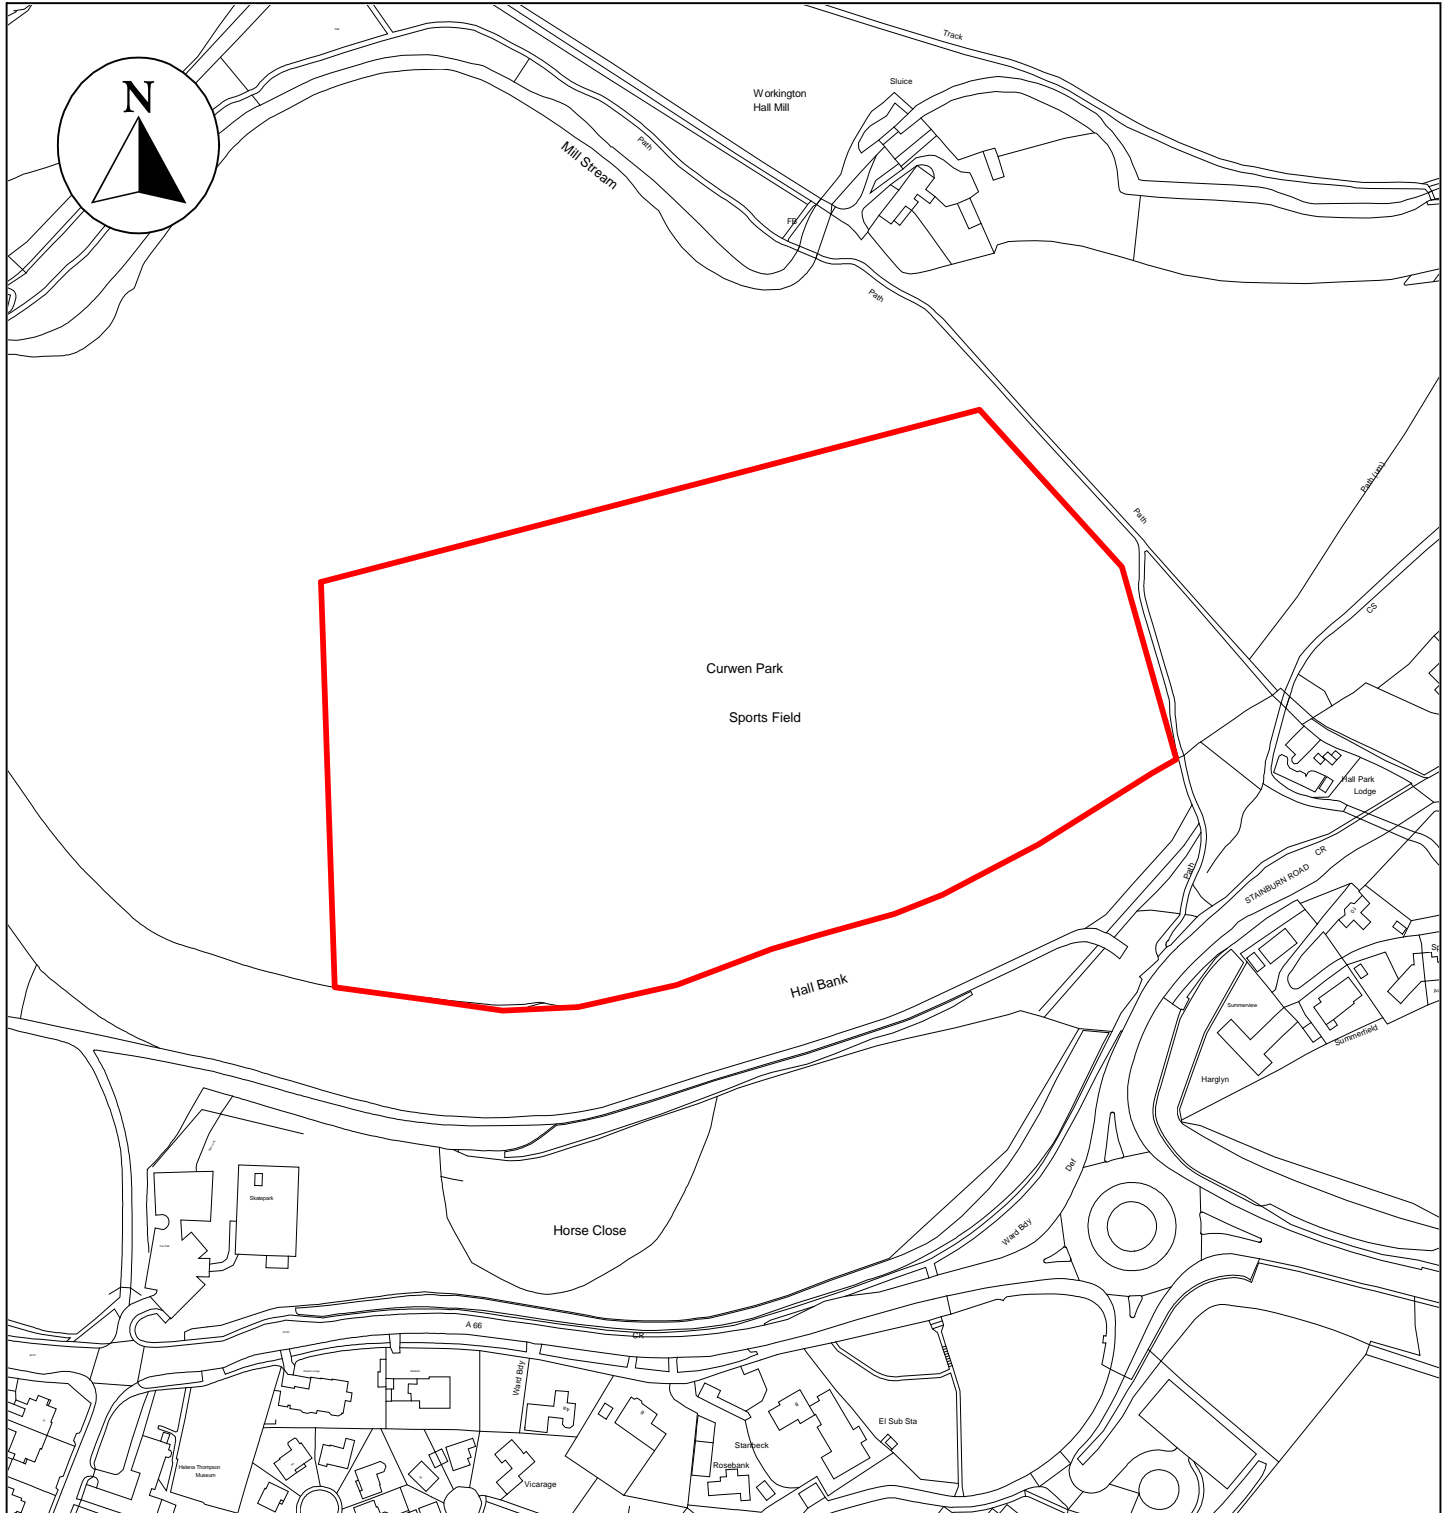 Track
N
Sluice
Workington
Hall Mill
Path
Mill Stream
FB
Path
Path (um)
Path
CS
Curwen Park
Sports Field
Hall Park
Lodge
CR
Path
STAINBURN ROAD
10
Hall Bank
Summerview
Summerfield
Harglyn
Def
Skatepark
Ward Bdy
Horse Close
A 66
CR
Ward Bdy
El Sub Sta
Stanbeck
Rosebank
Helena Thompson
Museum
Vicarage